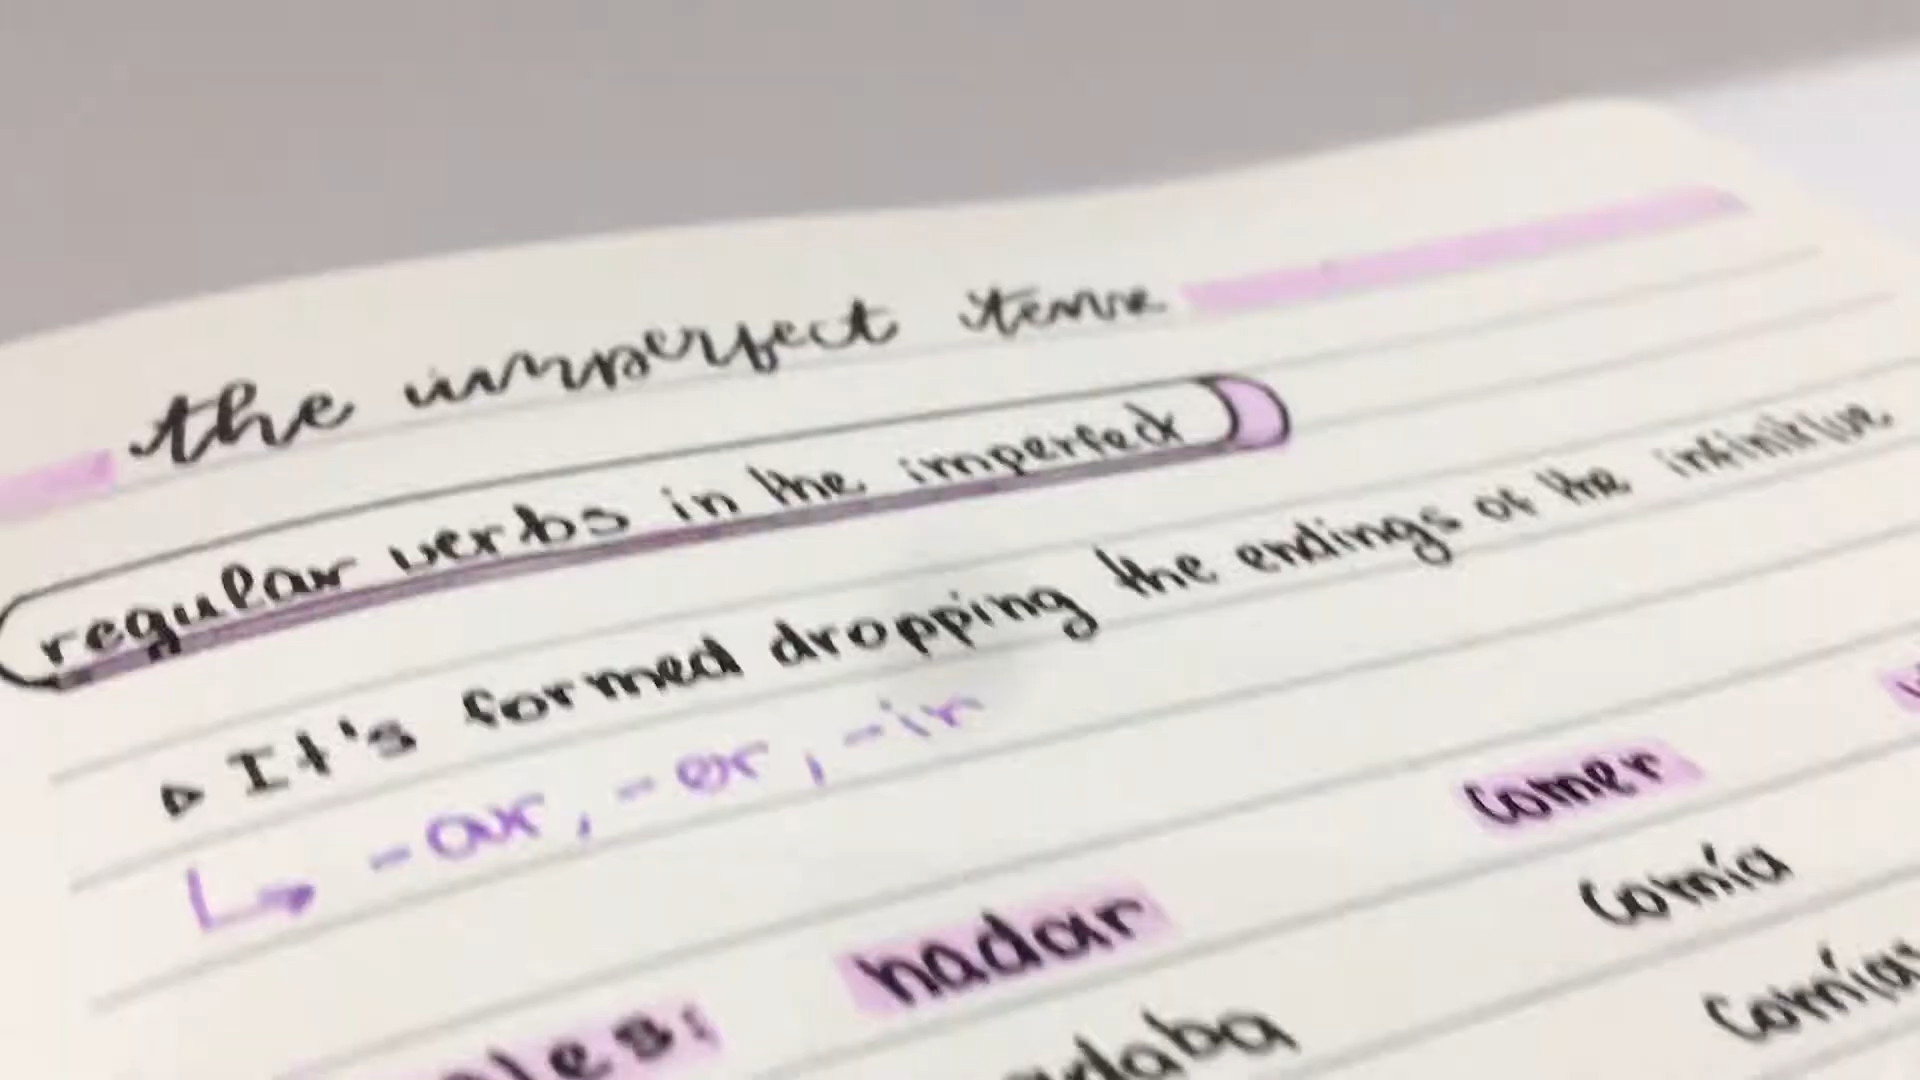 the imperfect tense
regular verbs in the imperfect
▷ It's formed dropping the endings of the infinitive
↳ -ar, -er, -ir
nadar comer
comía
comías